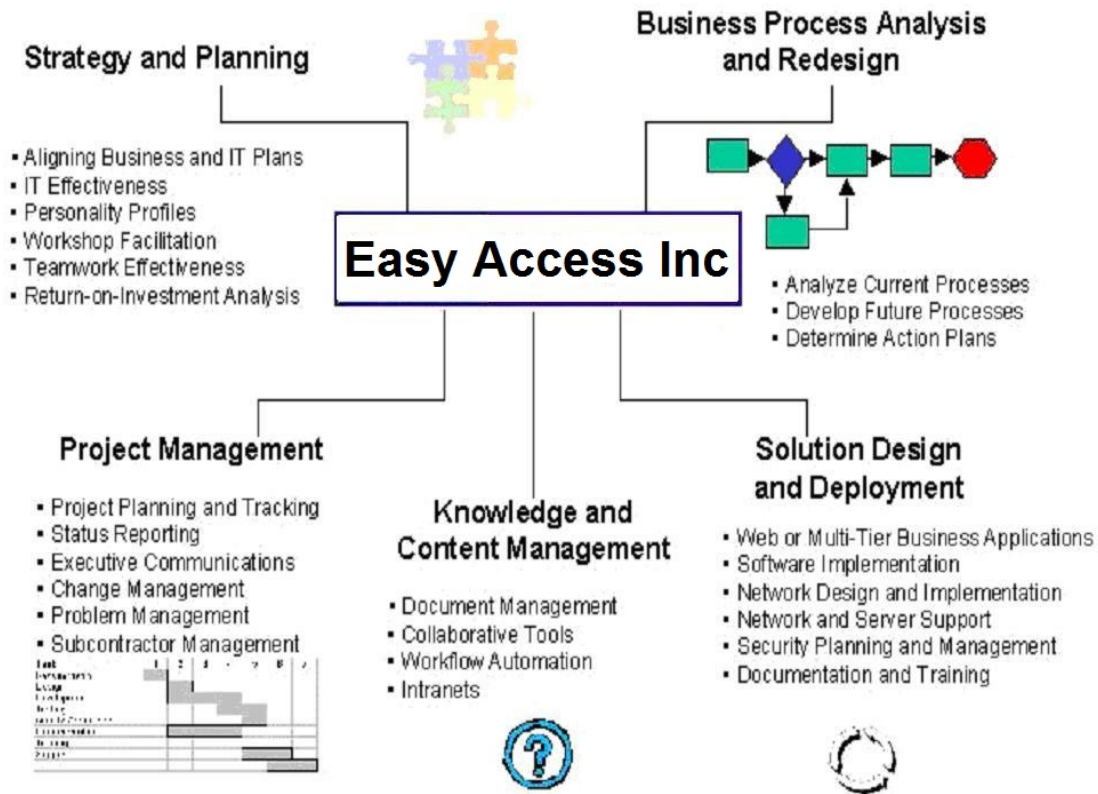 Strategy and Planning
▪ Aligning Business and IT Plans
▪ IT Effectiveness
▪ Personality Profiles
▪ Workshop Facilitation
▪ Teamwork Effectiveness
▪ Return-on-Investment Analysis
Business Process Analysis
and Redesign
▪ Analyze Current Processes
▪ Develop Future Processes
▪ Determine Action Plans
Easy Access Inc
Project Management
▪ Project Planning and Tracking
▪ Status Reporting
▪ Executive Communications
▪ Change Management
▪ Problem Management
▪ Subcontractor Management
Knowledge and
Content Management
▪ Document Management
▪ Collaborative Tools
▪ Workflow Automation
▪ Intranets
?
Solution Design
and Deployment
▪ Web or Multi-Tier Business Applications
▪ Software Implementation
▪ Network Design and Implementation
▪ Network and Server Support
▪ Security Planning and Management
▪ Documentation and Training